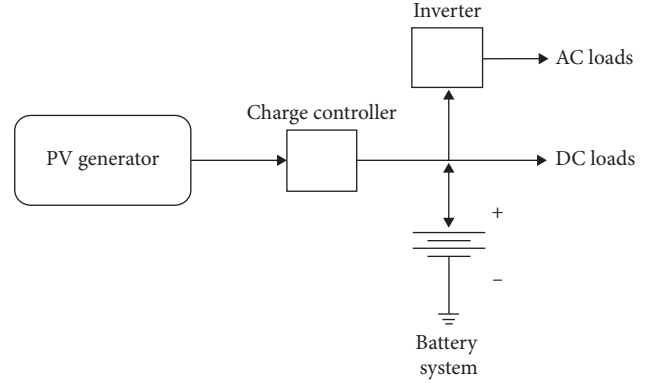 Inverter
AC loads
Charge controller
PV generator
DC loads
+
–
Battery
system